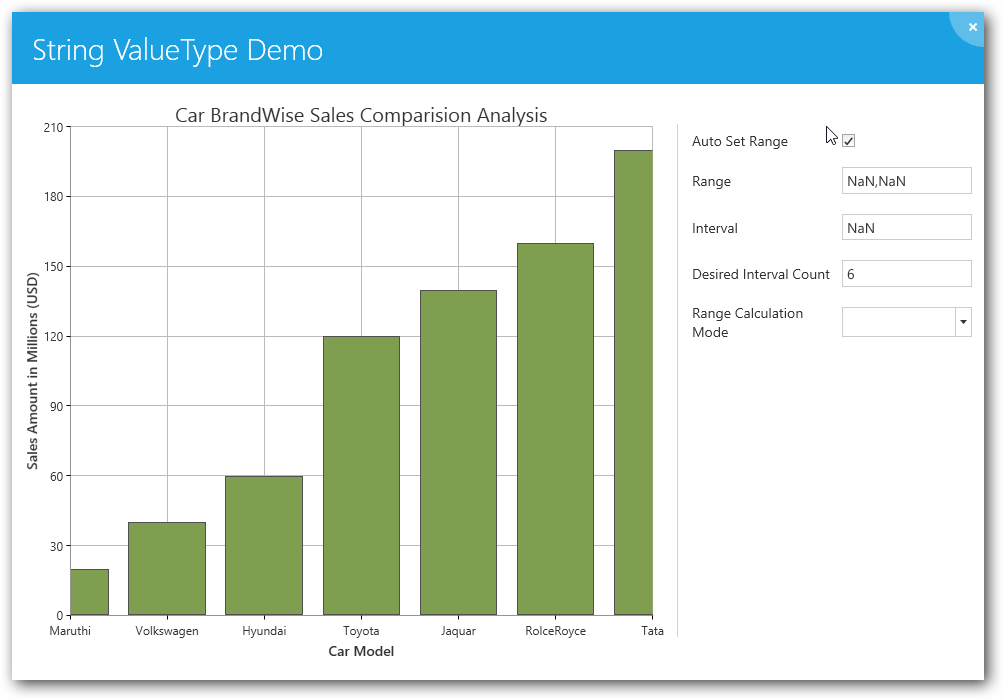 String ValueType Demo
Car BrandWise Sales Comparision Analysis
210
180
150
120
90
60
30
0
Sales Amount in Millions (USD)
Maruthi Volkswagen Hyundai Toyota Jaquar RolceRoyce Tata
Car Model
Auto Set Range
Range NaN,NaN
Interval NaN
Desired Interval Count 6
Range Calculation
Mode